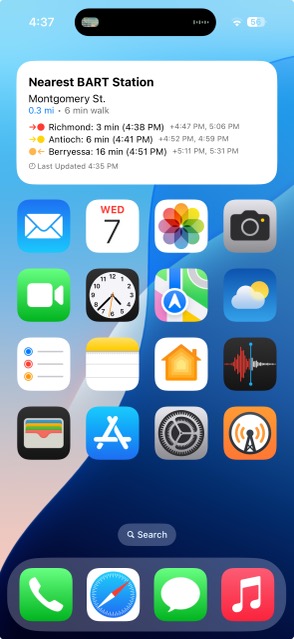 4:37
56
Nearest BART Station
Montgomery St.
0.3 mi • 6 min walk
Richmond: 3 min (4:38 PM) +4:47 PM, 5:06 PM
Antioch: 6 min (4:41 PM) +4:52 PM, 4:59 PM
Berryessa: 16 min (4:51 PM) +5:11 PM, 5:31 PM
Last Updated 4:35 PM
WED
7
Search